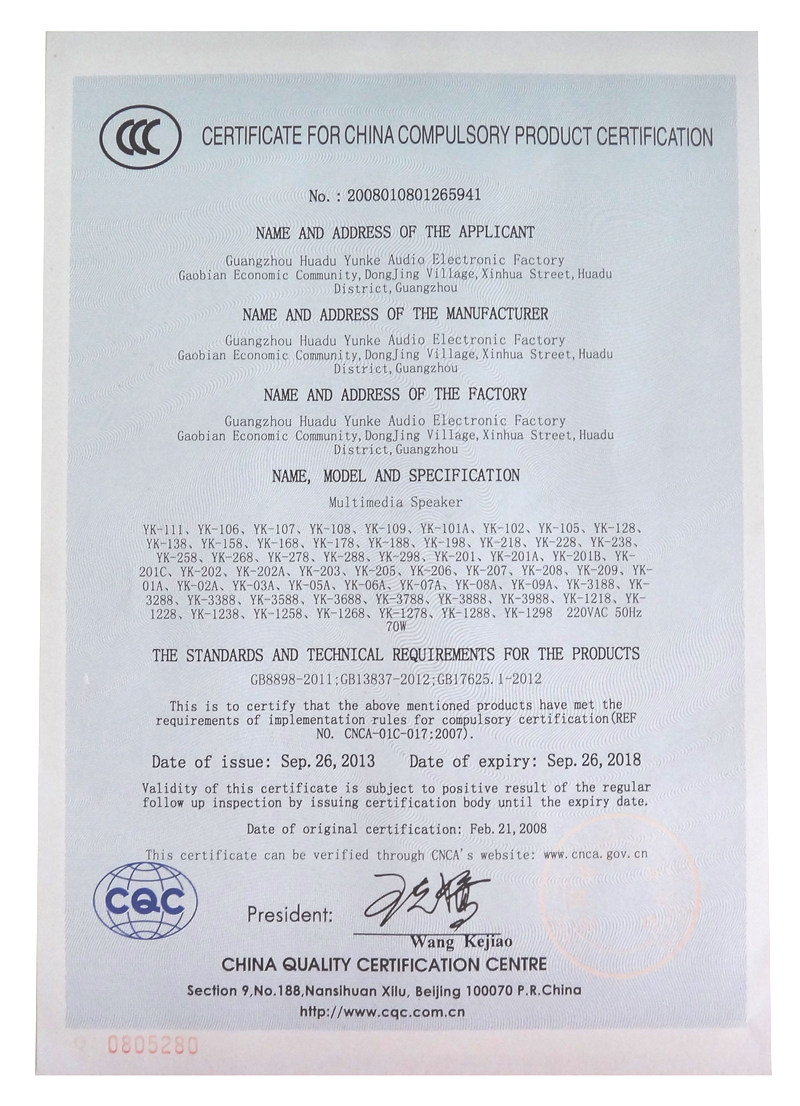 CCC CERTIFICATE FOR CHINA COMPULSORY PRODUCT CERTIFICATION
No. : 2008010801265941
NAME AND ADDRESS OF THE APPLICANT
Guangzhou Huadu Yunke Audio Electronic Factory
Gaobian Economic Community, DongJing Village, Xinhua Street, Huadu
District, Guangzhou
NAME AND ADDRESS OF THE MANUFACTURER
Guangzhou Huadu Yunke Audio Electronic Factory
Gaobian Economic Community, DongJing Village, Xinhua Street, Huadu
District, Guangzhou
NAME AND ADDRESS OF THE FACTORY
Guangzhou Huadu Yunke Audio Electronic Factory
Gaobian Economic Community, DongJing Village, Xinhua Street, Huadu
District, Guangzhou
NAME, MODEL AND SPECIFICATION
Multimedia Speaker
YK-111、YK-106、YK-107、YK-108、YK-109、YK-101A、YK-102、YK-105、YK-128、
YK-138、YK-158、YK-168、YK-178、YK-188、YK-198、YK-218、YK-228、YK-238、
YK-258、YK-268、YK-278、YK-288、YK-298、YK-201、YK-201A、YK-201B、YK-
201C、YK-202、YK-202A、YK-203、YK-205、YK-206、YK-207、YK-208、YK-209、YK-
01A、YK-02A、YK-03A、YK-05A、YK-06A、YK-07A、YK-08A、YK-09A、YK-3188、YK-
3288、YK-3388、YK-3588、YK-3688、YK-3788、YK-3888、YK-3988、YK-1218、YK-
1228、YK-1238、YK-1258、YK-1268、YK-1278、YK-1288、YK-1298 220VAC 50Hz
70W
THE STANDARDS AND TECHNICAL REQUIREMENTS FOR THE PRODUCTS
GB8898-2011;GB13837-2012;GB17625.1-2012
This is to certify that the above mentioned products have met the
requirements of implementation rules for compulsory certification(REF
NO. CNCA-01C-017:2007).
Date of issue: Sep. 26, 2013 Date of expiry: Sep. 26, 2018
Validity of this certificate is subject to positive result of the regular
follow up inspection by issuing certification body until the expiry date.
Date of original certification: Feb. 21, 2008
This certificate can be verified through CNCA's website: www.cnca.gov.cn
CQC
President: 王克娇
Wang Kejiao
CHINA QUALITY CERTIFICATION CENTRE
Section 9, No.188, Nansihuan Xilu, Beijing 100070 P.R.China
http://www.cqc.com.cn
0805280